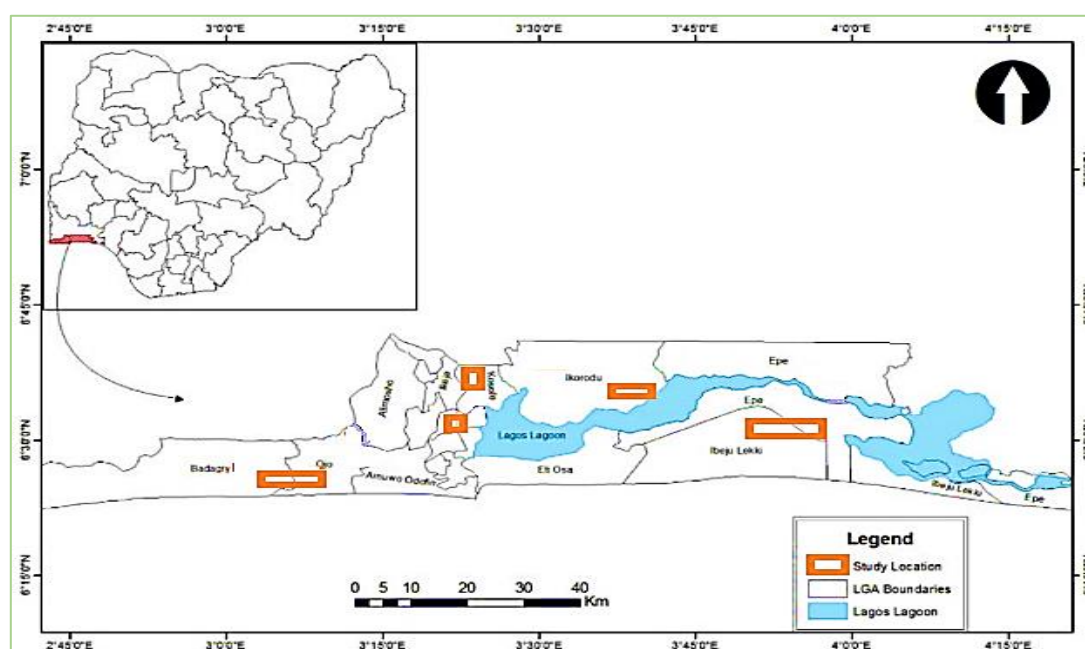 2°45'0"E 3°0'0"E 3°15'0"E 3°30'0"E 3°45'0"E 4°0'0"E 4°15'0"E
7°0'0"N
6°45'0"N
Epe
Ikeja
Kosofe
Ikorodu
Alimosho
Epe
6°30'0"N
Lagos Lagoon
Ibeju Lekki
Badagry
Ojo
Eti Osa
Amuwo Odofin
Ibeju Lekki
Epe
Legend
Study Location
LGA Boundaries
Lagos Lagoon
6°15'0"N
0 5 10 20 30 40
Km
2°45'0"E 3°0'0"E 3°15'0"E 3°30'0"E 3°45'0"E 4°0'0"E 4°15'0"E